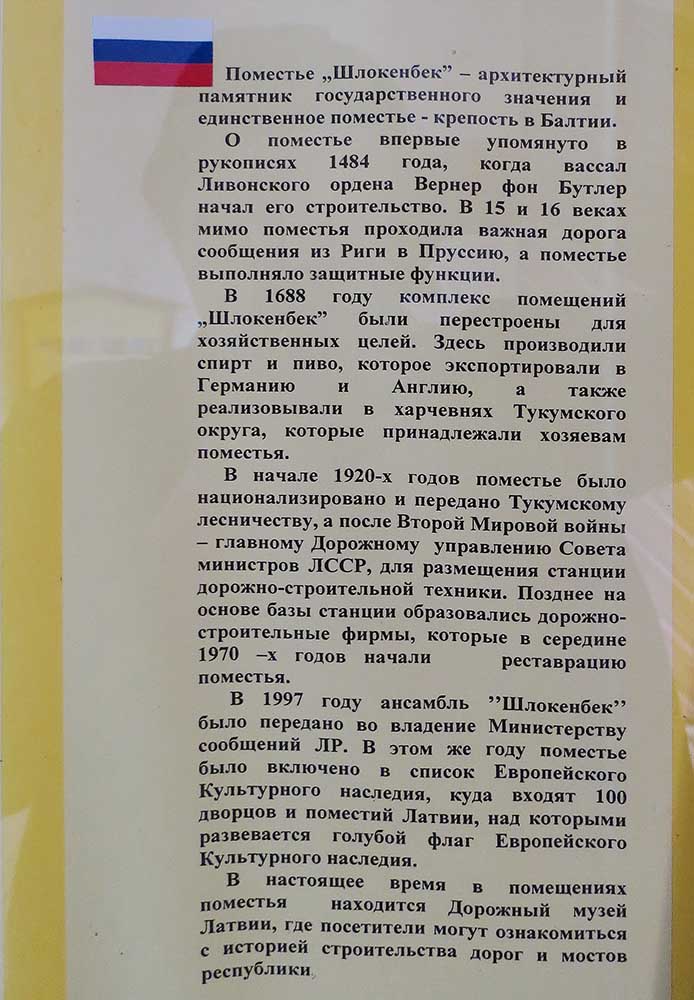 Поместье „Шлокенбек” – архитектурный
памятник государственного значения и
единственное поместье - крепость в Балтии.
О поместье впервые упомянуто в
рукописях 1484 года, когда вассал
Ливонского ордена Вернер фон Бутлер
начал его строительство. В 15 и 16 веках
мимо поместья проходила важная дорога
сообщения из Риги в Пруссию, а поместье
выполняло защитные функции.
В 1688 году комплекс помещений
„Шлокенбек” были перестроены для
хозяйственных целей. Здесь производили
спирт и пиво, которое экспортировали в
Германию и Англию, а также
реализовывали в харчевнях Тукумского
округа, которые принадлежали хозяевам
поместья.
В начале 1920-х годов поместье было
национализировано и передано Тукумскому
лесничеству, а после Второй Мировой войны
– главному Дорожному управлению Совета
министров ЛССР, для размещения станции
дорожно-строительной техники. Позднее на
основе базы станции образовались дорожно-
строительные фирмы, которые в середине
1970 –х годов начали реставрацию
поместья.
В 1997 году ансамбль ’’Шлокенбек’’
было передано во владение Министерству
сообщений ЛР. В этом же году поместье
было включено в список Европейского
Культурного наследия, куда входят 100
дворцов и поместий Латвии, над которыми
развевается голубой флаг Европейского
Культурного наследия.
В настоящее время в помещениях
поместья находится Дорожный музей
Латвии, где посетители могут ознакомиться
с историей строительства дорог и мостов
республики.